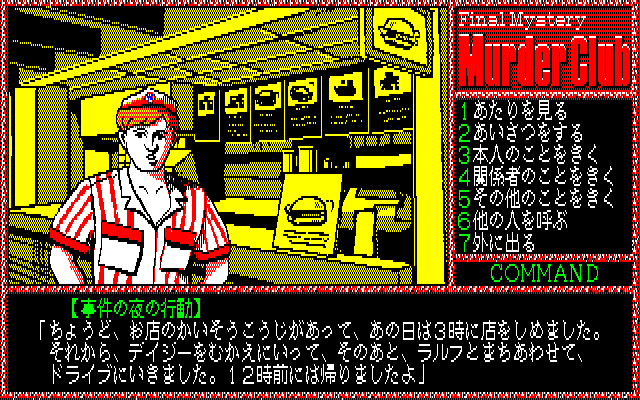 Final Mystery
Murder Club
1 あたりを見る
2 あいさつをする
3 本人のことをきく
4 関係者のことをきく
5 その他のことをきく
6 他の人を呼ぶ
7 外に出る
COMMAND
【事件の夜の行動】
「ちょうど、お店のかいそうこうじがあって、あの日は3時に店をしめました。
それから、デイジーをむかえにいって、そのあと、ラルフとまちあわせて、
ドライブにいきました。12時前には帰りましたよ」